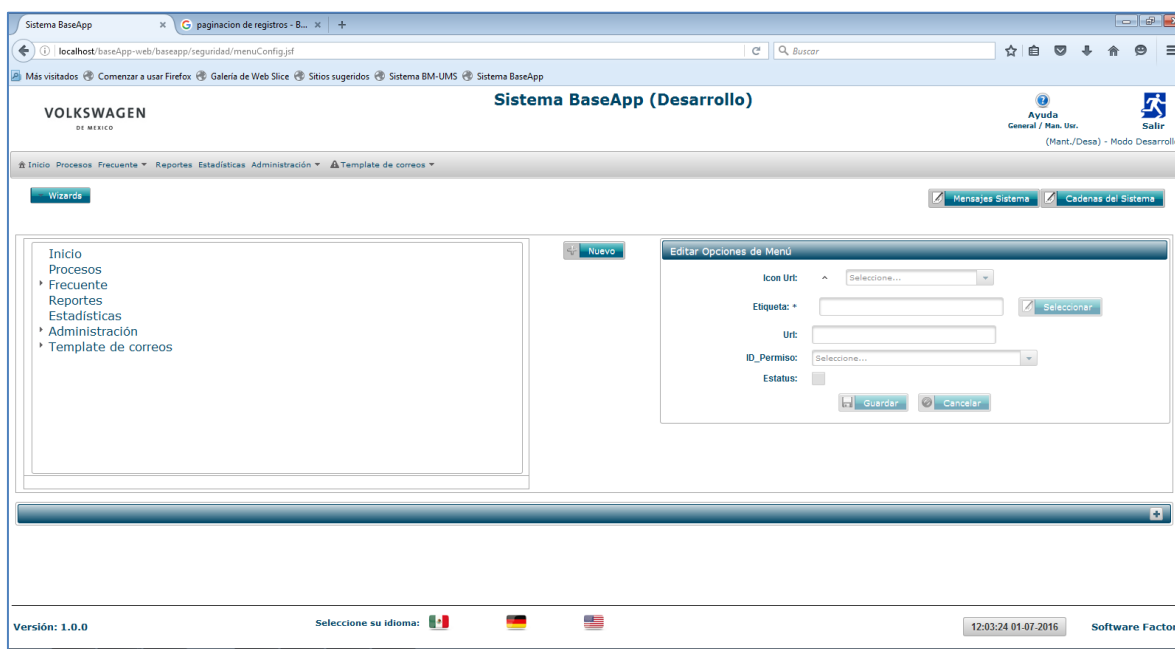 Sistema BaseApp
paginacion de registros - B...
localhost/baseApp-web/baseapp/seguridad/menuConfig.jsf
Buscar
Más visitados Comenzar a usar Firefox Galería de Web Slice Sitios sugeridos Sistema BM-UMS Sistema BaseApp
VOLKSWAGEN
DE MEXICO
Sistema BaseApp (Desarrollo)
Ayuda
General / Man. Usr.
Salir
(Mant./Desa) - Modo Desarroll
Inicio Procesos Frecuente Reportes Estadísticas Administración Template de correos
Wizards
Mensajes Sistema
Cadenas del Sistema
Inicio
Procesos
Frecuente
Reportes
Estadísticas
Administración
Template de correos
Nuevo
Editar Opciones de Menú
Icon Url:
Seleccione...
Etiqueta: *
Seleccionar
Url:
ID_Permiso:
Seleccione...
Estatus:
Guardar
Cancelar
Versión: 1.0.0
Seleccione su idioma:
12:03:24 01-07-2016
Software Factor